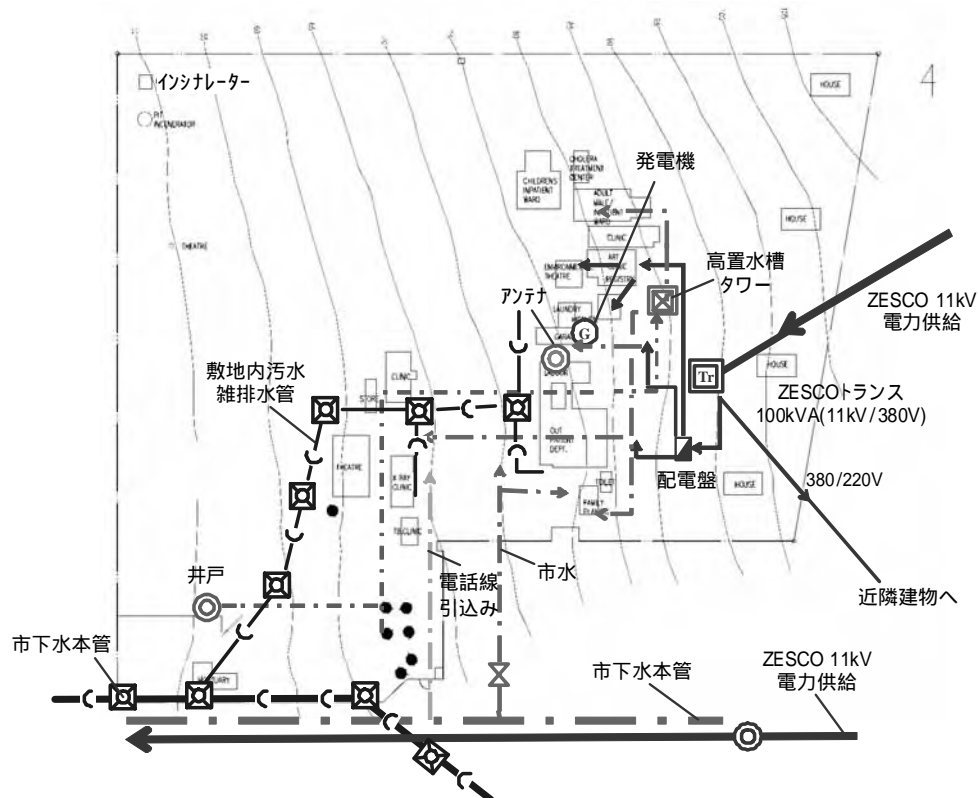 4
インシナレーター
PIT
INCINERATOR
HOUSE
発電機
CHOLERA
TREATMENT
CENTER
CHILDREN'S
INPATIENT
WARD
ADULT
MALE/
WARD
CLINIC
HOUSE
THEATRE
高置水槽
タワー
ART
CLINIC
REGISTRY
THEATRE
アンテナ
LAUNDRY
G
ZESCO 11kV
電力供給
敷地内汚水
雑排水管
CLINIC
STORE
Tr
HOUSE
ZESCOトランス
100kVA(11kV/380V)
OUT
PATIENT
DEPT.
THEATRE
X RAY
CLINIC
配電盤
380/220V
TOILET
HOUSE
FAMILY
井戸
電話線
引込み
市水
近隣建物へ
市下水本管
MORTUARY
市下水本管
ZESCO 11kV
電力供給